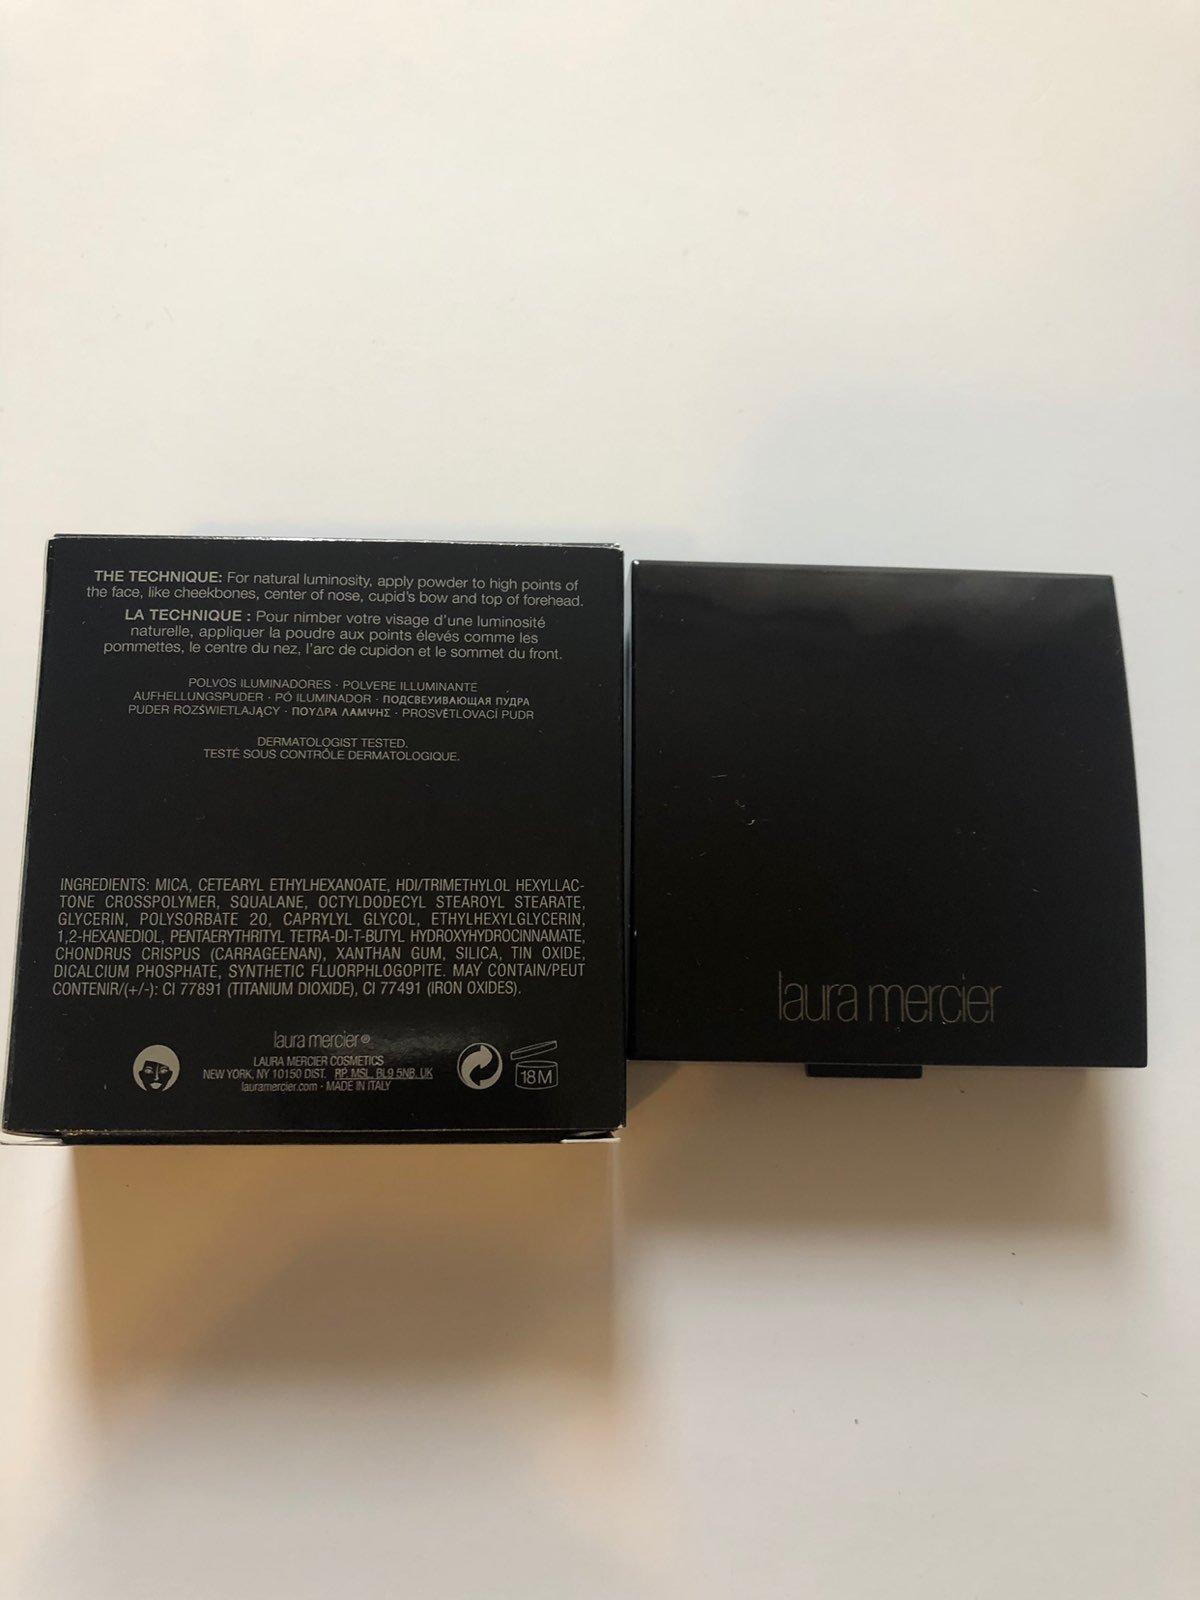 THE TECHNIQUE: For natural luminosity, apply powder to high points of
the face, like cheekbones, center of nose, cupid's bow and top of forehead.
LA TECHNIQUE : Pour nimber votre visage d'une luminosité
naturelle, appliquer la poudre aux points élevés comme les
pommettes, le centre du nez, l'arc de cupidon et le sommet du front.
POLVOS ILUMINADORES · POLVERE ILLUMINANTE
AUFHELLUNGSPUDER · PÓ ILUMINADOR · ПОДСВЕУИВАЮЩАЯ ПУДРА
PUDER ROZŚWIETLAJĄCY · ΠΟΥΔΡΑ ΛΑΜΨΗΣ · PROSVĚTLOVACÍ PUDR
DERMATOLOGIST TESTED.
TESTÉ SOUS CONTRÔLE DERMATOLOGIQUE.
INGREDIENTS: MICA, CETEARYL ETHYLHEXANOATE, HDI/TRIMETHYLOL HEXYLLAC-
TONE CROSSPOLYMER, SQUALANE, OCTYLDODECYL STEAROYL STEARATE,
GLYCERIN, POLYSORBATE 20, CAPRYLYL GLYCOL, ETHYLHEXYLGLYCERIN,
1,2-HEXANEDIOL, PENTAERYTHRITYL TETRA-DI-T-BUTYL HYDROXYHYDROCINNAMATE,
CHONDRUS CRISPUS (CARRAGEENAN), XANTHAN GUM, SILICA, TIN OXIDE,
DICALCIUM PHOSPHATE, SYNTHETIC FLUORPHLOGOPITE. MAY CONTAIN/PEUT
CONTENIR/(+/-): CI 77891 (TITANIUM DIOXIDE), CI 77491 (IRON OXIDES).
laura mercier®
LAURA MERCIER COSMETICS
NEW YORK, NY 10150 DIST. RP. MSL, BL9 5NB, UK
lauramercier.com · MADE IN ITALY
18M
laura mercier